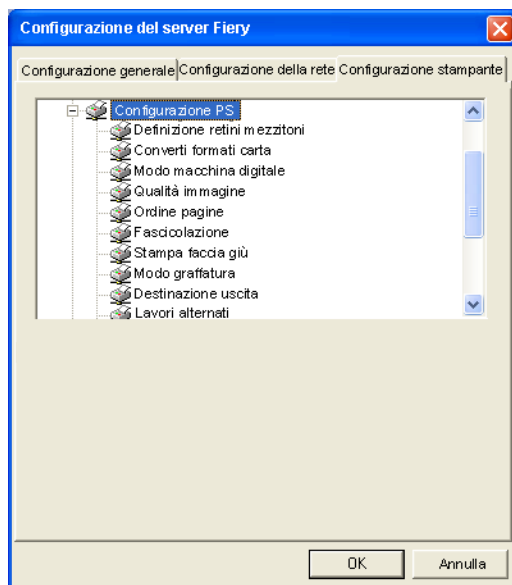 Configurazione del server Fiery
Configurazione generale Configurazione della rete Configurazione stampante
Configurazione PS
Definizione retini mezzitoni
Converti formati carta
Modo macchina digitale
Qualità immagine
Ordine pagine
Fascicolazione
Stampa faccia giù
Modo graffatura
Destinazione uscita
Lavori alternati
OK Annulla